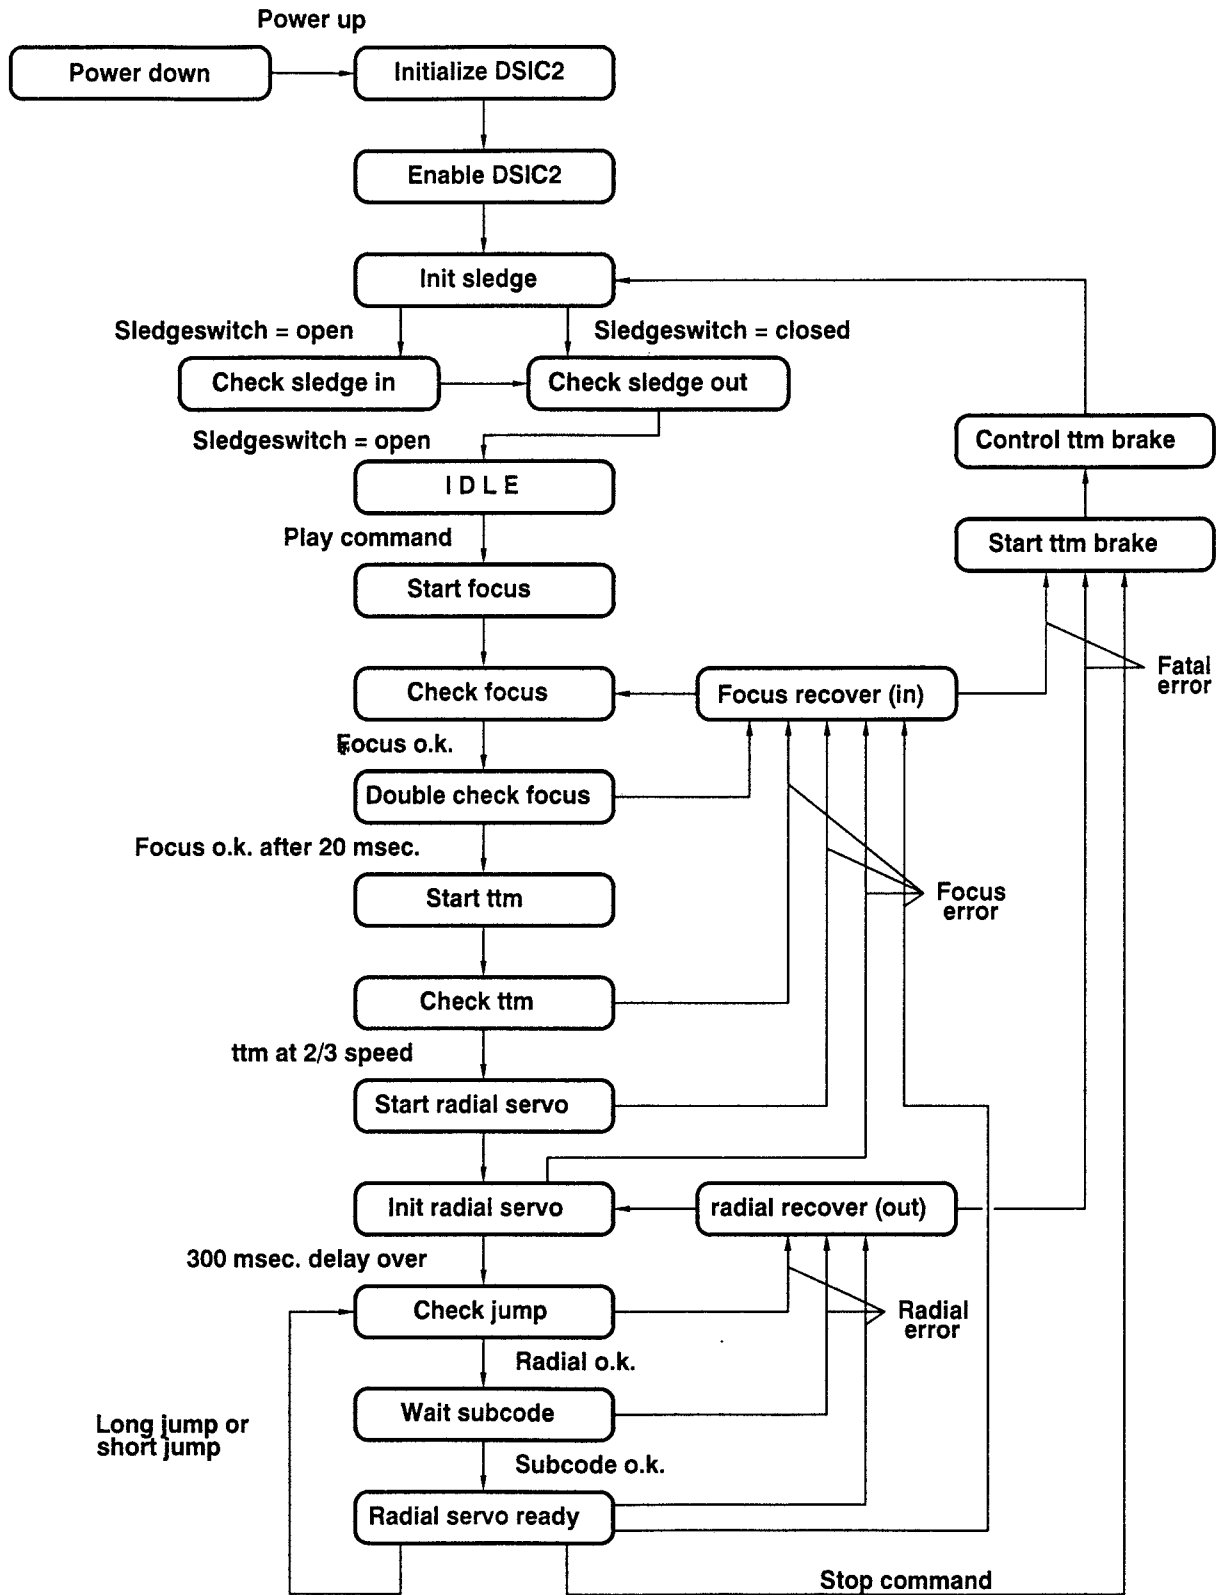 Power up
Power down
Initialize DSIC2
Enable DSIC2
Init sledge
Sledgeswitch = open
Sledgeswitch = closed
Check sledge in
Check sledge out
Sledgeswitch = open
Control ttm brake
I D L E
Play command
Start ttm brake
Start focus
Check focus
Focus recover (in)
Fatal
error
Focus o.k.
Double check focus
Focus o.k. after 20 msec.
Start ttm
Focus
error
Check ttm
ttm at 2/3 speed
Start radial servo
Init radial servo
radial recover (out)
300 msec. delay over
Check jump
Radial
error
Radial o.k.
Wait subcode
Long jump or
short jump
Subcode o.k.
Radial servo ready
Stop command